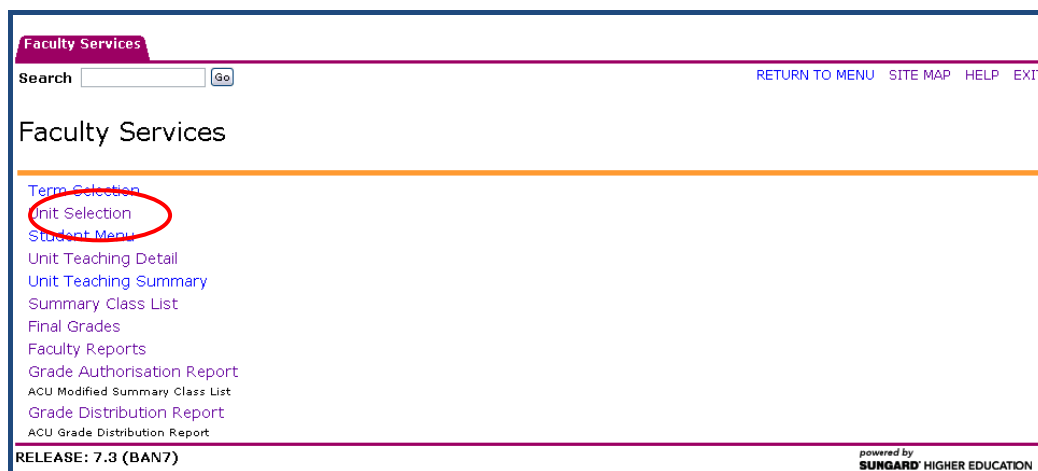 Faculty Services
Search Go RETURN TO MENU SITE MAP HELP EXIT
Faculty Services
Term Selection
Unit Selection
Student Menu
Unit Teaching Detail
Unit Teaching Summary
Summary Class List
Final Grades
Faculty Reports
Grade Authorisation Report
ACU Modified Summary Class List
Grade Distribution Report
ACU Grade Distribution Report
RELEASE: 7.3 (BAN7) powered by
SUNGARD' HIGHER EDUCATION